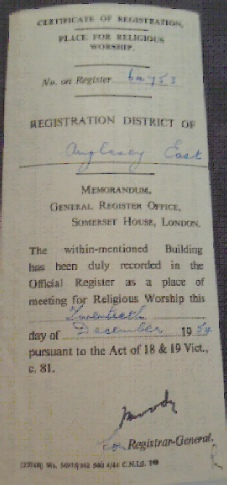 CERTIFICATE OF REGISTRATION.
PLACE FOR RELIGIOUS
WORSHIP.
No. on Register 64753
REGISTRATION DISTRICT OF
Anglesey East
MEMORANDUM,
GENERAL REGISTER OFFICE,
SOMERSET HOUSE, LONDON.
The within-mentioned Building
has been duly recorded in the
Official Register as a place of
meeting for Religious Worship this
Twentieth
day of December 1954
pursuant to the Act of 18 & 19 Vict.,
c. 81.
for Registrar-General.